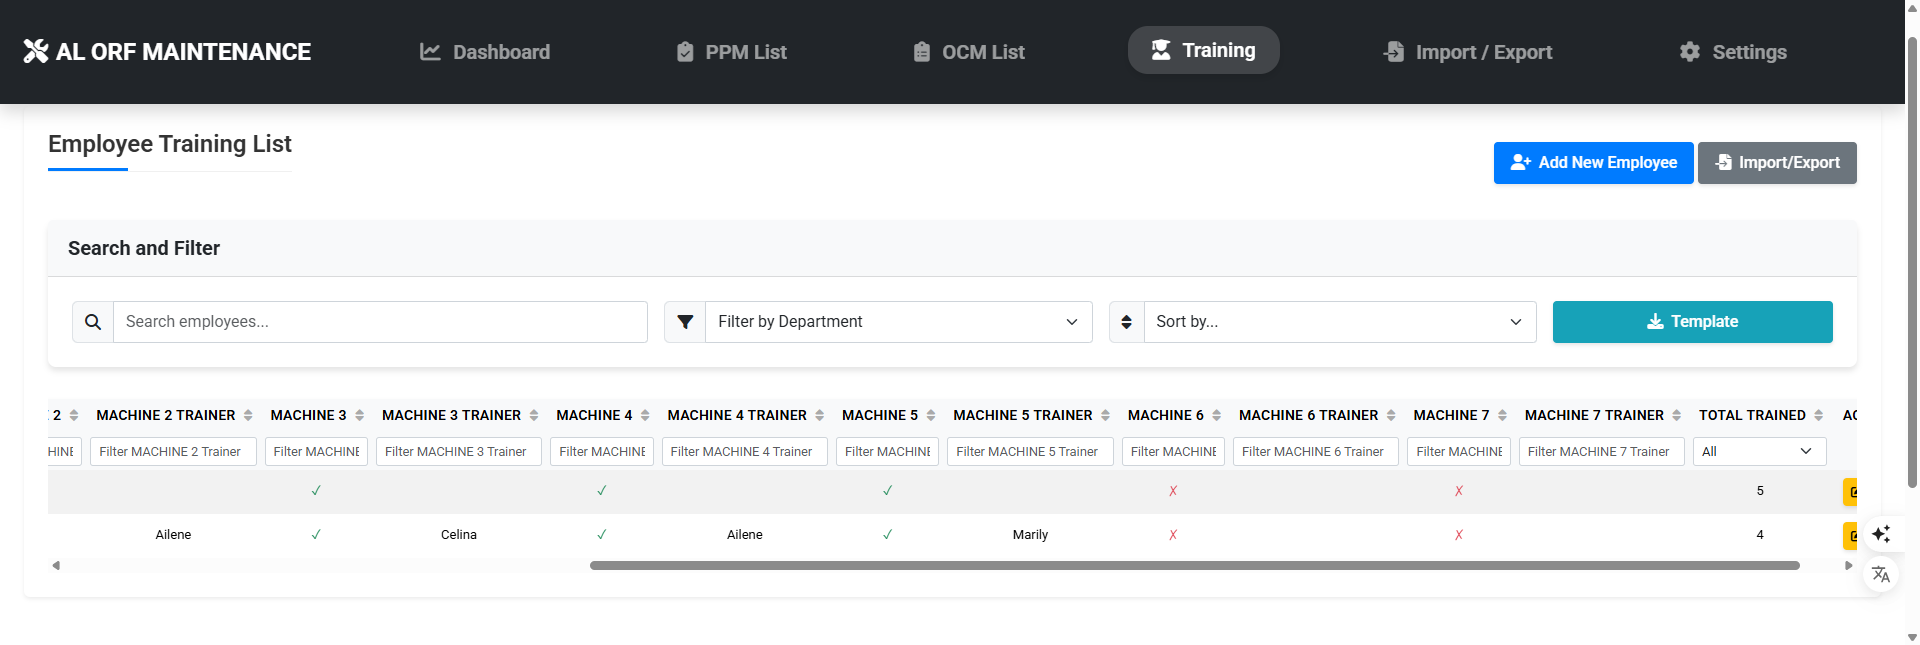 AL ORF MAINTENANCE Dashboard PPM List OCM List Training Import / Export Settings
Employee Training List
Add New Employee Import/Export
Search and Filter
Search employees... Filter by Department Sort by... Template
2 MACHINE 2 TRAINER MACHINE 3 MACHINE 3 TRAINER MACHINE 4 MACHINE 4 TRAINER MACHINE 5 MACHINE 5 TRAINER MACHINE 6 MACHINE 6 TRAINER MACHINE 7 MACHINE 7 TRAINER TOTAL TRAINED
Filter MACHINE 2 Trainer Filter MACHINE Filter MACHINE 3 Trainer Filter MACHINE Filter MACHINE 4 Trainer Filter MACHINE Filter MACHINE 5 Trainer Filter MACHINE Filter MACHINE 6 Trainer Filter MACHINE Filter MACHINE 7 Trainer All
✓ ✓ ✓ ✗ ✗ 5
Ailene ✓ Celina ✓ Ailene ✓ Marily ✗ ✗ 4